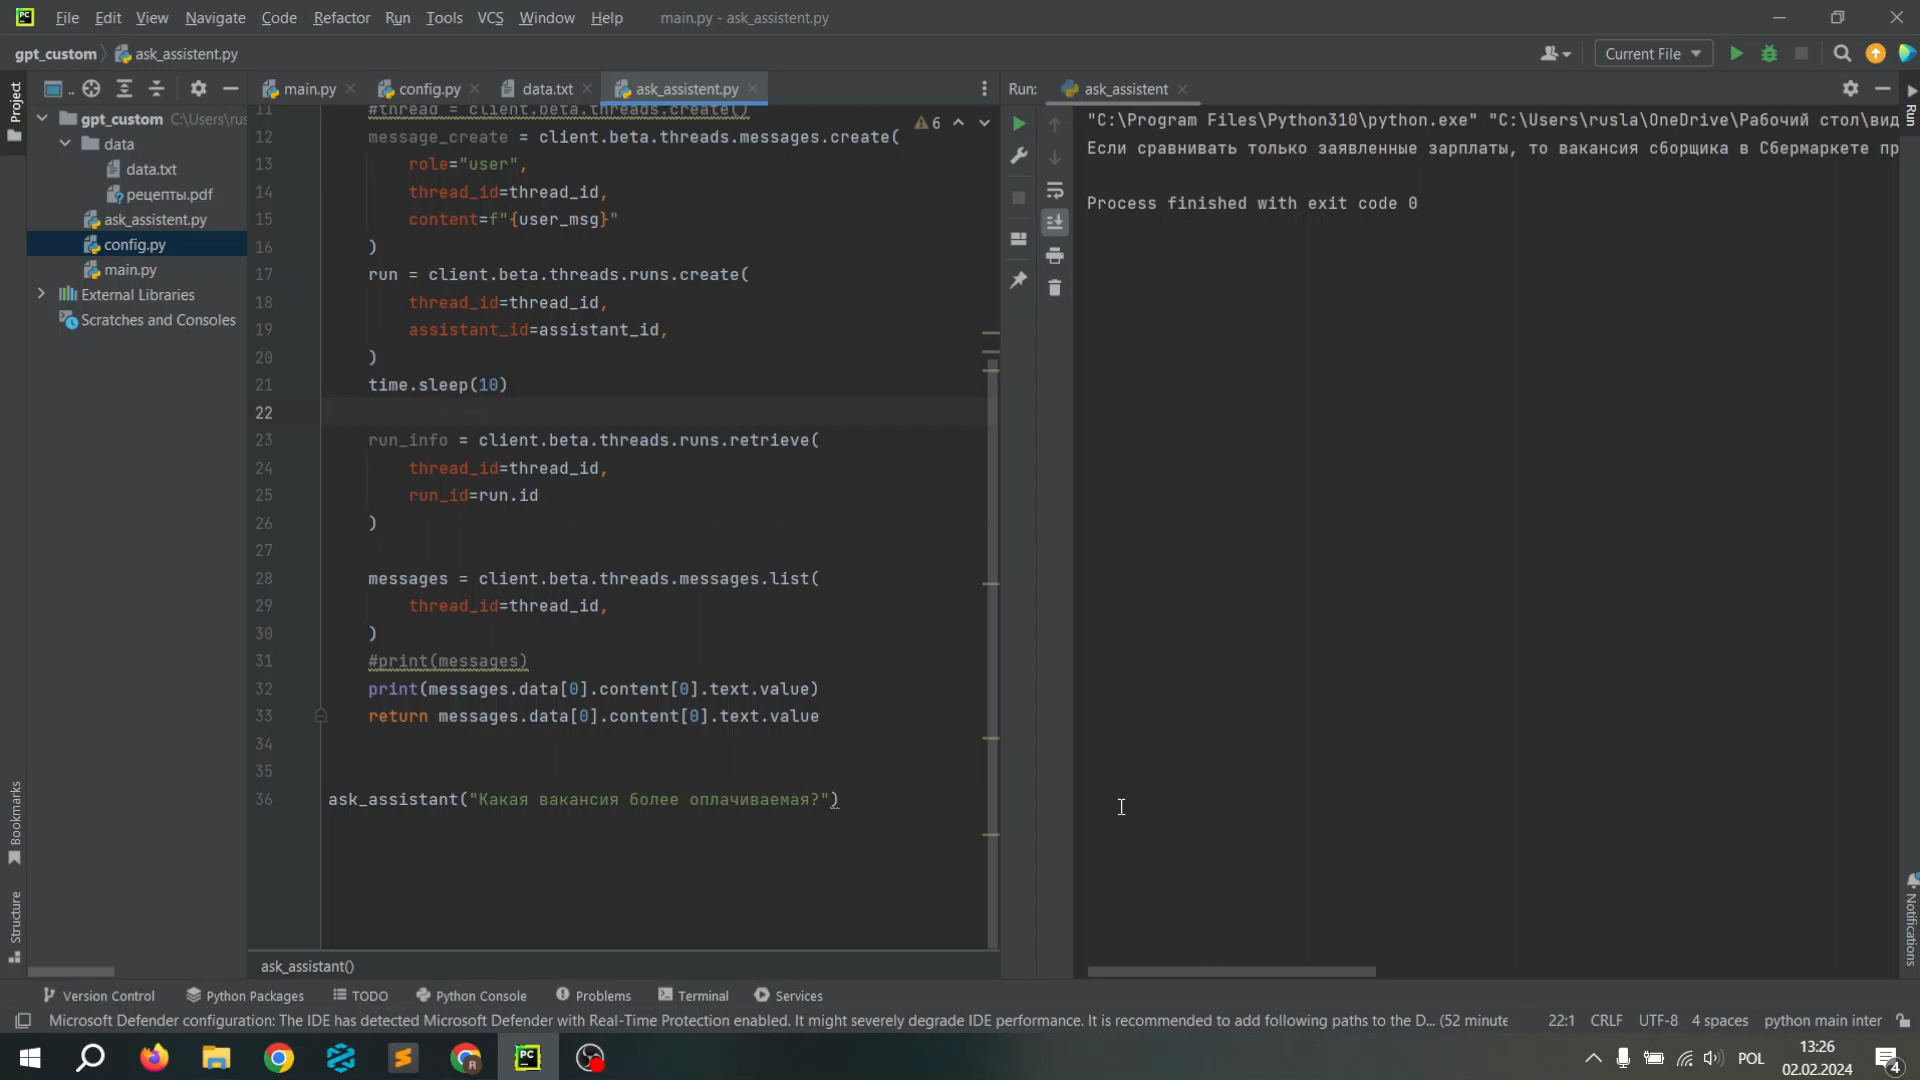 File Edit View Navigate Code Refactor Run Tools VCS Window Help main.py - ask_assistent.py
gpt_custom ask_assistent.py Current File
main.py config.py data.txt ask_assistent.py Run: ask_assistent
Project
gpt_custom C:\Users\rus
data
data.txt
рецепты.pdf
ask_assistent.py
config.py
main.py
External Libraries
Scratches and Consoles
6
11 #thread = client.beta.threads.create()
12 message_create = client.beta.threads.messages.create(
13 role="user",
14 thread_id=thread_id,
15 content=f"{user_msg}"
16 )
17 run = client.beta.threads.runs.create(
18 thread_id=thread_id,
19 assistant_id=assistant_id,
20 )
21 time.sleep(10)
22
23 run_info = client.beta.threads.runs.retrieve(
24 thread_id=thread_id,
25 run_id=run.id
26 )
27
28 messages = client.beta.threads.messages.list(
29 thread_id=thread_id,
30 )
31 #print(messages)
32 print(messages.data[0].content[0].text.value)
33 return messages.data[0].content[0].text.value
34
35
36 ask_assistant("Какая вакансия более оплачиваемая?")
ask_assistant()
"C:\Program Files\Python310\python.exe" "C:\Users\rusla\OneDrive\Рабочий стол\вид
Если сравнивать только заявленные зарплаты, то вакансия сборщика в Сбермаркете пр
Process finished with exit code 0
Run
Notifications
Bookmarks
Structure
Version Control Python Packages TODO Python Console Problems Terminal Services
Microsoft Defender configuration: The IDE has detected Microsoft Defender with Real-Time Protection enabled. It might severely degrade IDE performance. It is recommended to add following paths to the D... (52 minute 22:1 CRLF UTF-8 4 spaces python main inter
POL 13:26
02.02.2024 4